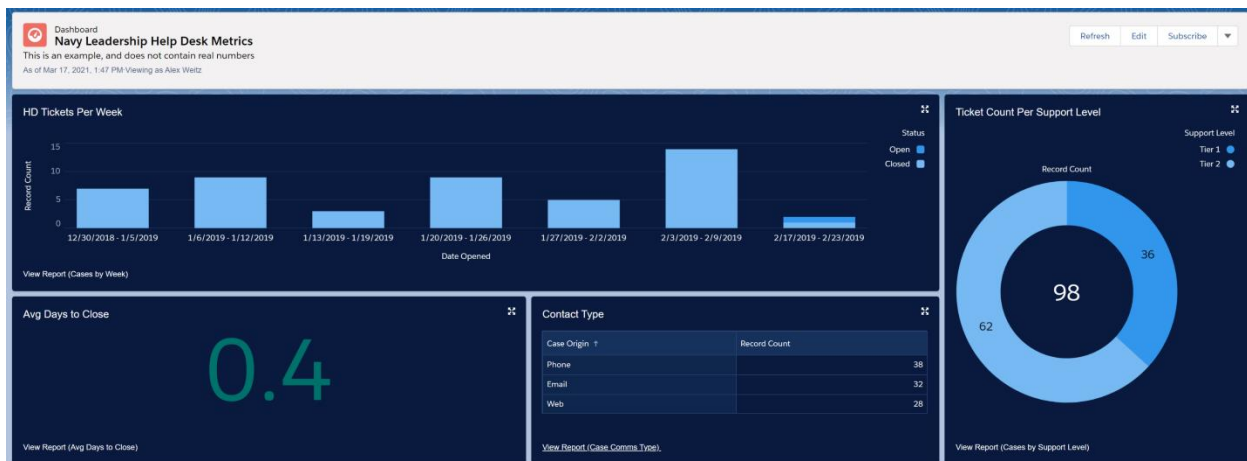 Dashboard
Navy Leadership Help Desk Metrics
This is an example, and does not contain real numbers
As of Mar 17, 2021, 1:47 PM·Viewing as Alex Weitz
Refresh Edit Subscribe
HD Tickets Per Week
Status
Open
Closed
Record Count
15
10
5
0
12/30/2018 - 1/5/2019 1/6/2019 - 1/12/2019 1/13/2019 - 1/19/2019 1/20/2019 - 1/26/2019 1/27/2019 - 2/2/2019 2/3/2019 - 2/9/2019 2/17/2019 - 2/23/2019
Date Opened
View Report (Cases by Week)
Ticket Count Per Support Level
Support Level
Tier 1
Tier 2
Record Count
36
98
62
View Report (Cases by Support Level)
Avg Days to Close
0.4
View Report (Avg Days to Close)
Contact Type
Case Origin ↑ Record Count
Phone 38
Email 32
Web 28
View Report (Case Comms Type)